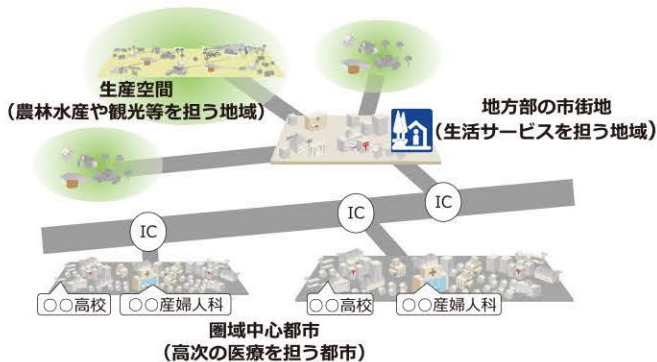 生産空間
（農林水産や観光等を担う地域）
地方部の市街地
（生活サービスを担う地域）
IC
IC
IC
○○高校
○○産婦人科
○○高校
○○産婦人科
圏域中心都市
（高次の医療を担う都市）